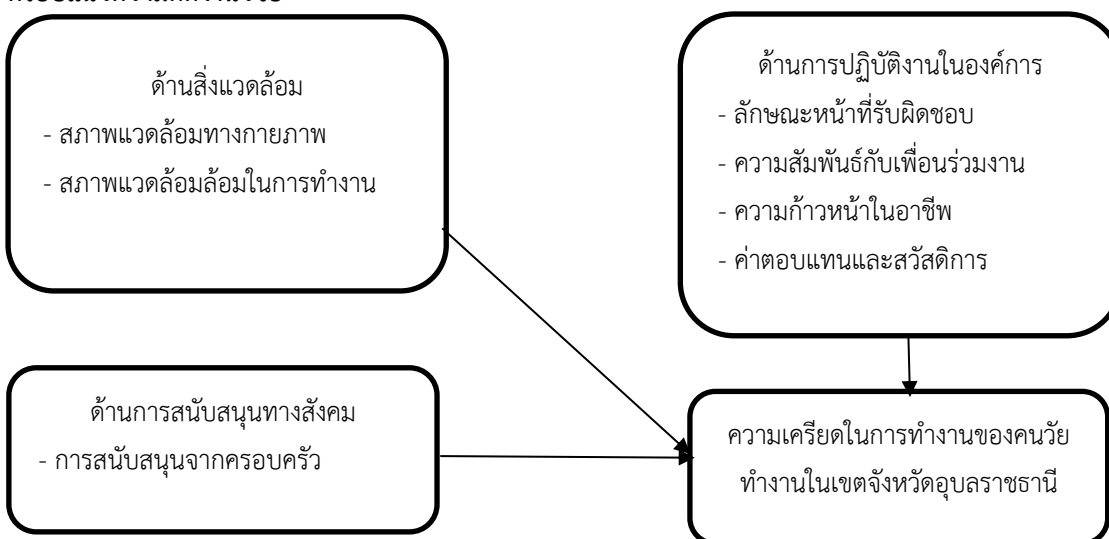 ด้านสิ่งแวดล้อม
- สภาพแวดล้อมทางกายภาพ
- สภาพแวดล้อมล้อมในการทำงาน
ด้านการปฏิบัติงานในองค์การ
- ลักษณะหน้าที่รับผิดชอบ
- ความสัมพันธ์กับเพื่อนร่วมงาน
- ความก้าวหน้าในอาชีพ
- ค่าตอบแทนและสวัสดิการ
ด้านการสนับสนุนทางสังคม
- การสนับสนุนจากครอบครัว
ความเครียดในการทำงานของคนวัย
ทำงานในเขตจังหวัดอุบลราชธานี